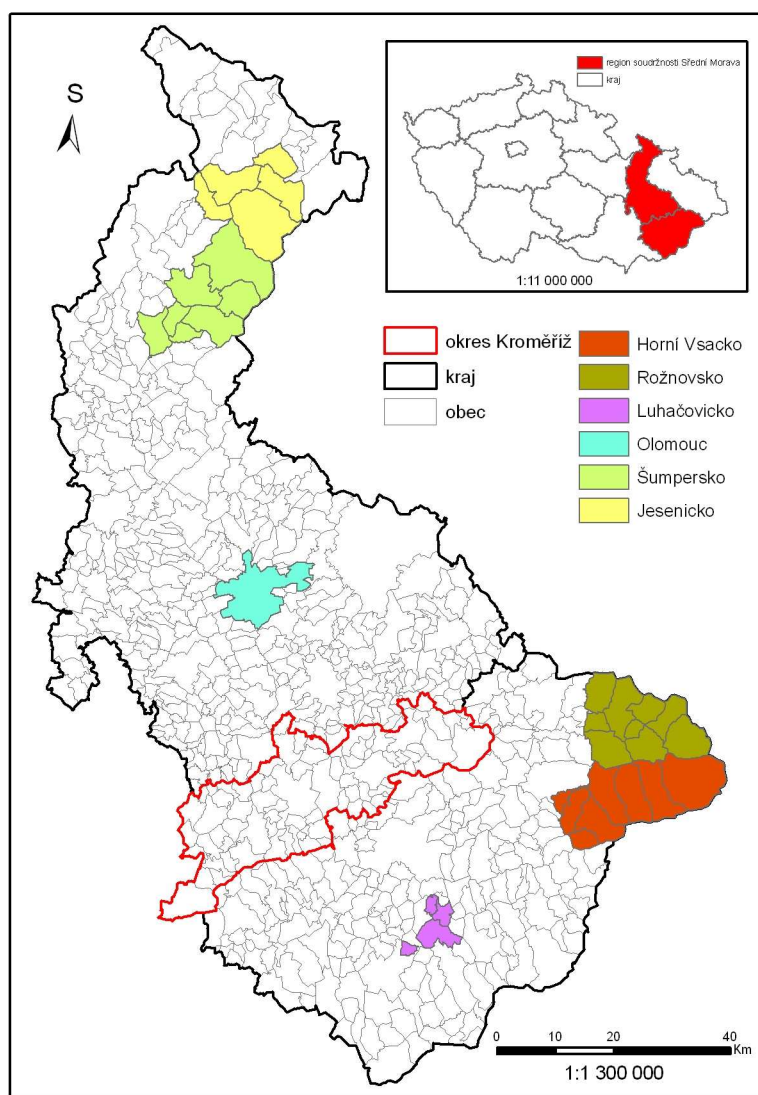 S
region soudržnosti Střední Morava
kraj
1:11 000 000
okres Kroměříž
kraj
obec
Horní Vsacko
Rožnovsko
Luhačovicko
Olomouc
Šumpersko
Jesenicko
0 10 20 40
Km
1:1 300 000